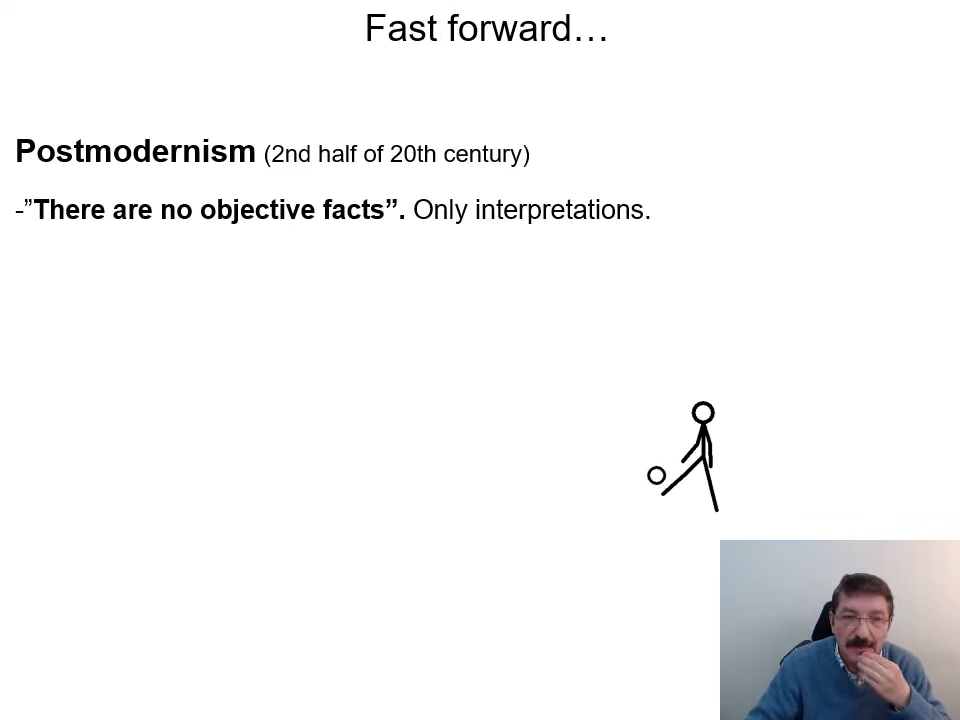 Fast forward…
Postmodernism (2nd half of 20th century)
-”There are no objective facts”. Only interpretations.